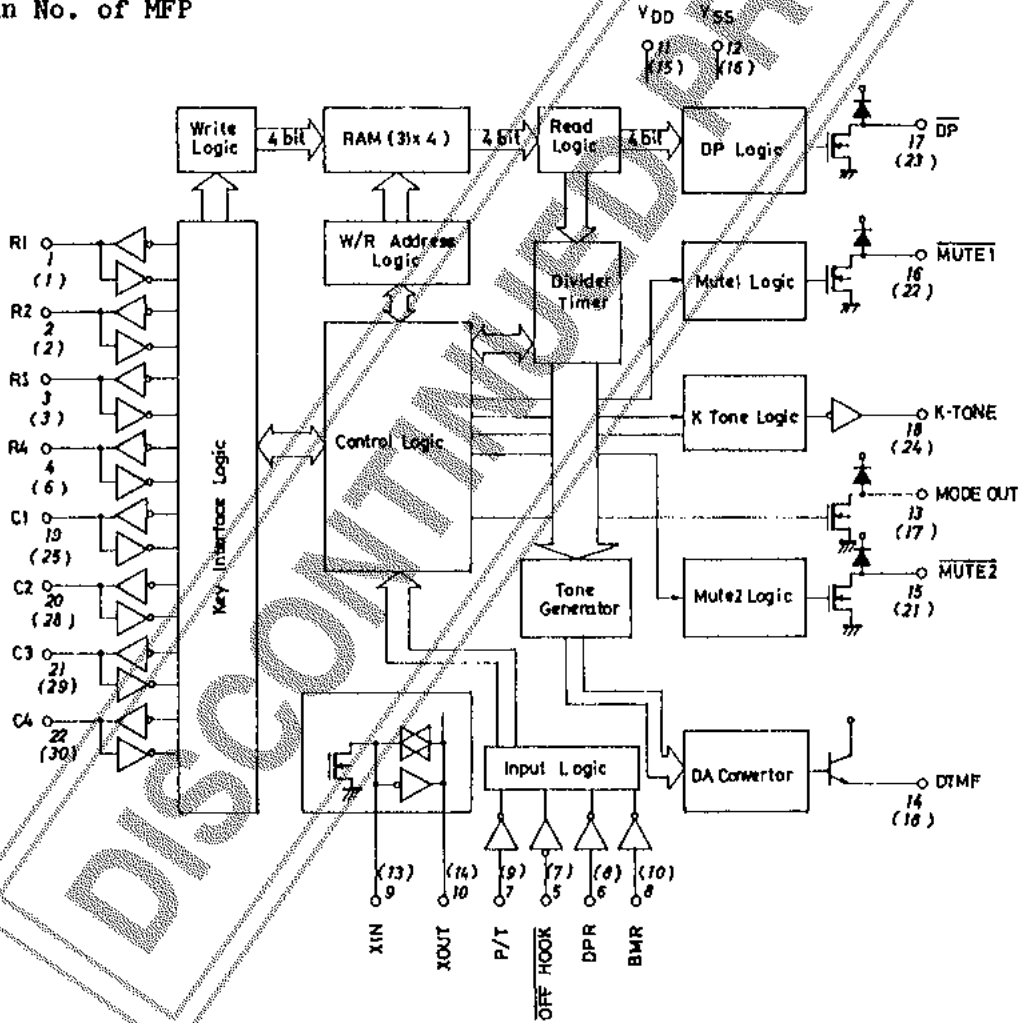 in No. of MFP
VDD VSS
11 12
(15) (16)
Write Logic
4 bit
RAM (31x 4)
4 bit
Read Logic
4 bit
DP Logic
DP
17
(23)
W/R Address Logic
Divider Timer
Mute1 Logic
MUTE1
16
(22)
R1
1
(1)
R2
2
(2)
R3
3
(3)
R4
4
(6)
C1
19
(25)
C2
20
(28)
C3
21
(29)
C4
22
(30)
Key Interface Logic
Control Logic
K Tone Logic
K-TONE
18
(24)
MODE OUT
13
(17)
Tone Generator
Mute2 Logic
MUTE2
15
(21)
Input Logic
DA Convertor
DTMF
14
(18)
(13) (14) (9) (7) (8) (10)
9 10 7 5 6 8
XIN
XOUT
P/T
OFF HOOK
DPR
BMR